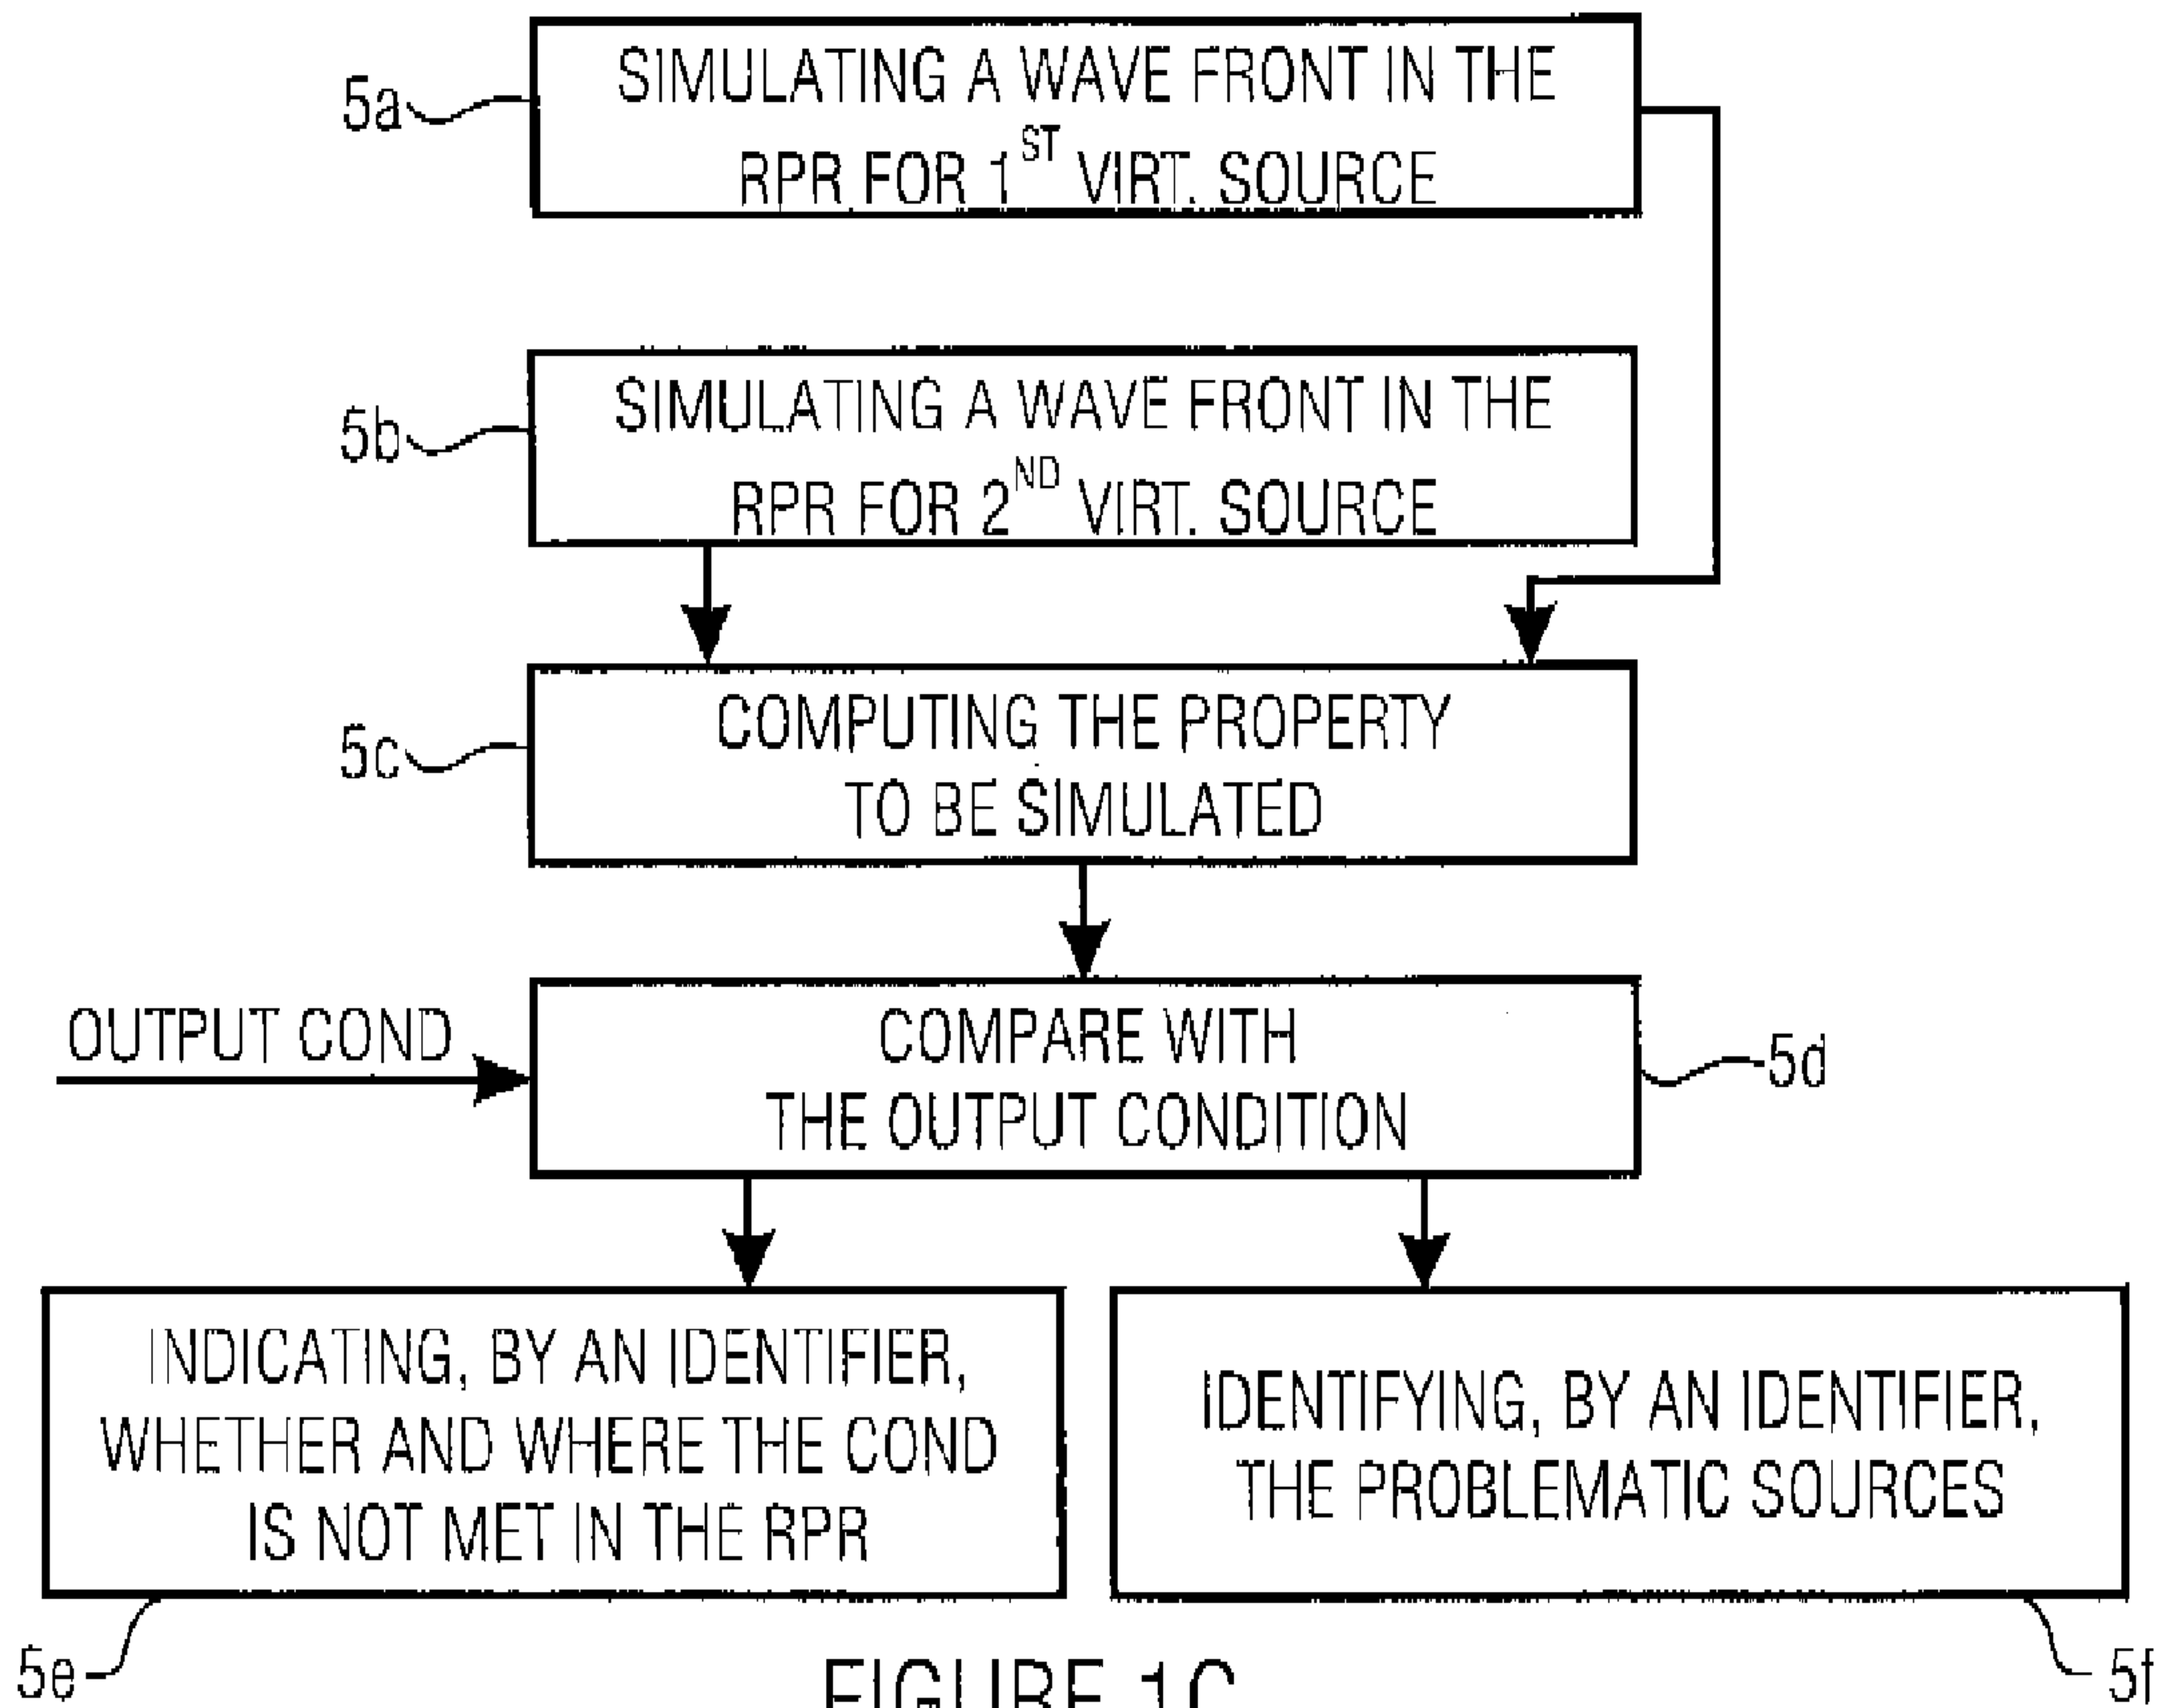 5a
SIMULATING A WAVE FRONT IN THE
RPR FOR 1ST VIRT. SOURCE
5b
SIMULATING A WAVE FRONT IN THE
RPR FOR 2ND VIRT. SOURCE
5c
COMPUTING THE PROPERTY
TO BE SIMULATED
OUTPUT COND
COMPARE WITH
THE OUTPUT CONDITION
5d
INDICATING, BY AN IDENTIFIER,
WHETHER AND WHERE THE COND
IS NOT MET IN THE RPR
IDENTIFYING, BY AN IDENTIFIER,
THE PROBLEMATIC SOURCES
5e
5f
FIGURE 1C